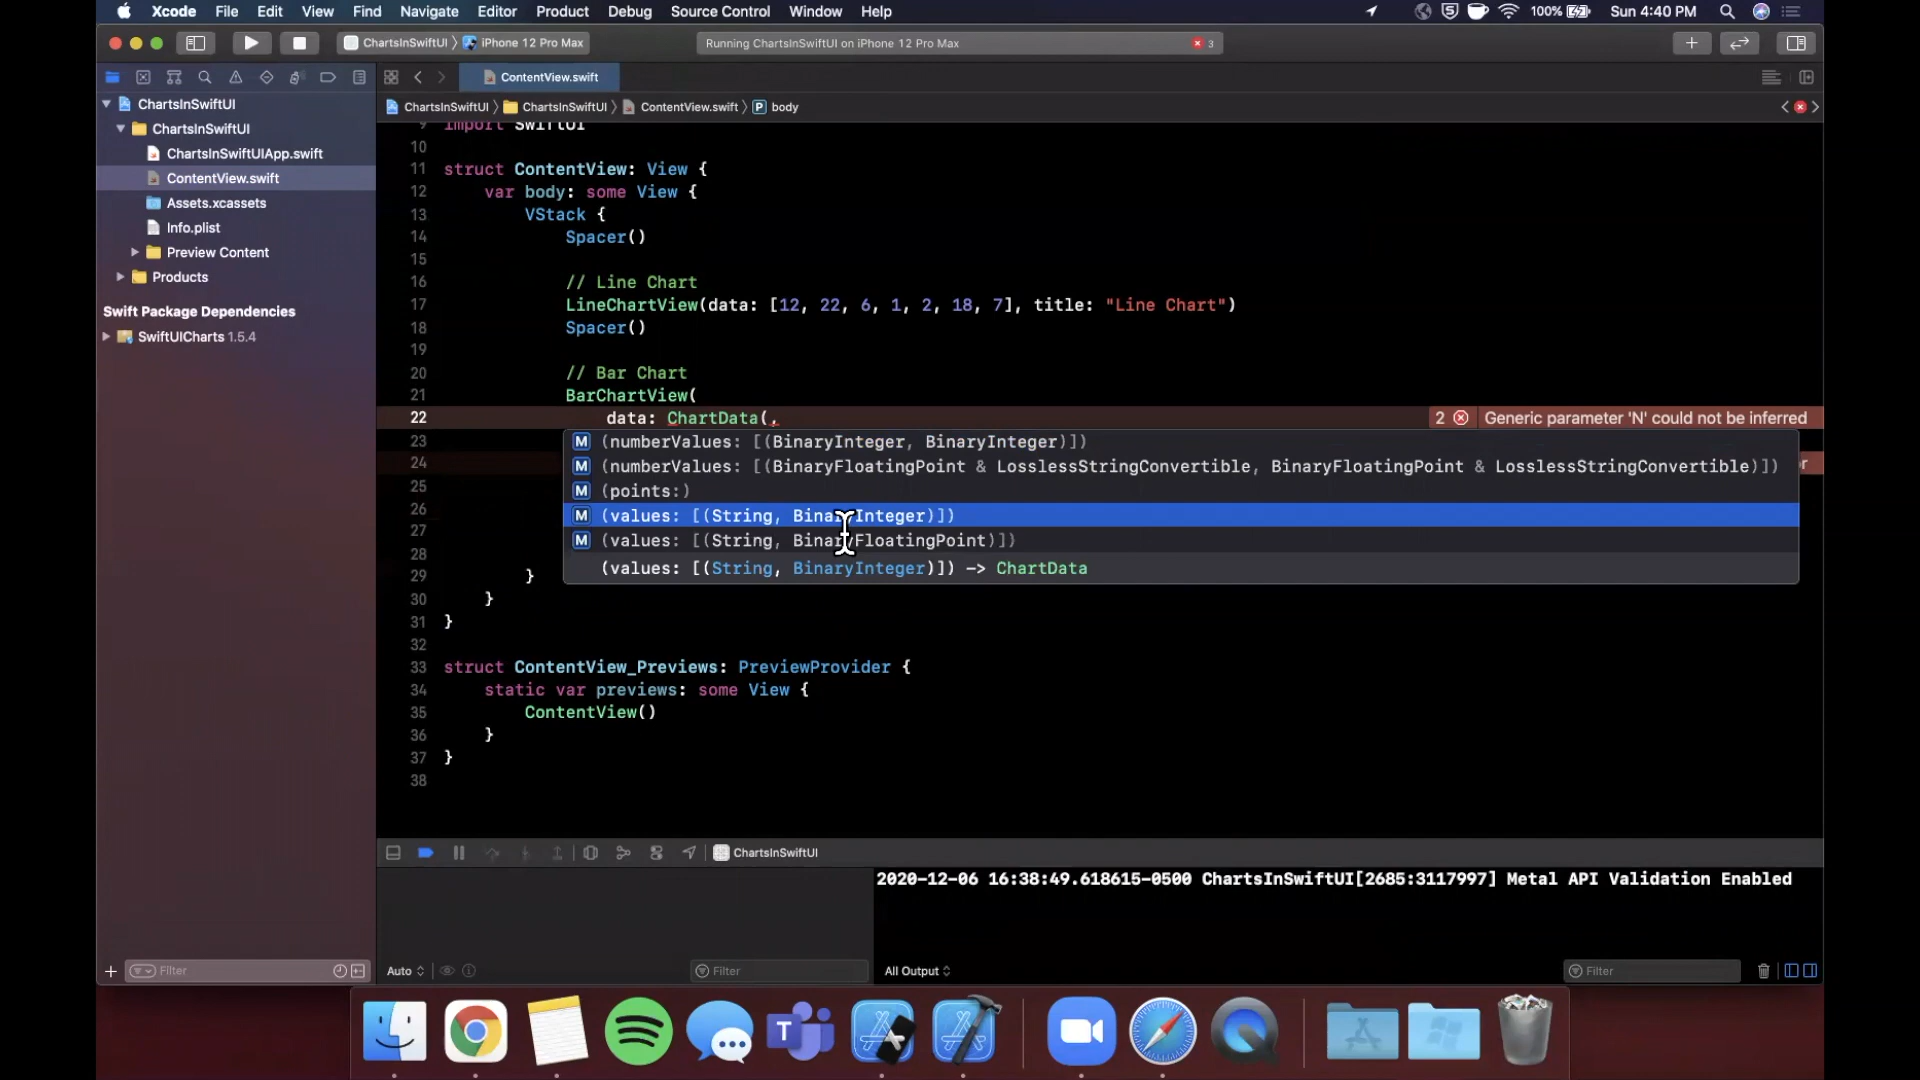 Xcode File Edit View Find Navigate Editor Product Debug Source Control Window Help 100% Sun 4:40 PM
ChartsInSwiftUI iPhone 12 Pro Max Running ChartsInSwiftUI on iPhone 12 Pro Max 3
ContentView.swift
ChartsInSwiftUI ChartsInSwiftUI ContentView.swift P body
ChartsInSwiftUI
ChartsInSwiftUI
ChartsInSwiftUIApp.swift
ContentView.swift
Assets.xcassets
Info.plist
Preview Content
Products
Swift Package Dependencies
SwiftUICharts 1.5.4
Filter
9 import SwiftUI
10
11 struct ContentView: View {
12 var body: some View {
13 VStack {
14 Spacer()
15
16 // Line Chart
17 LineChartView(data: [12, 22, 6, 1, 2, 18, 7], title: "Line Chart")
18 Spacer()
19
20 // Bar Chart
21 BarChartView(
22 data: ChartData(, 2 Generic parameter 'N' could not be inferred
23 M (numberValues: [(BinaryInteger, BinaryInteger)])
24 M (numberValues: [(BinaryFloatingPoint & LosslessStringConvertible, BinaryFloatingPoint & LosslessStringConvertible)])
25 M (points:)
26 M (values: [(String, BinaryInteger)])
27 M (values: [(String, BinaryFloatingPoint)])
28 (values: [(String, BinaryInteger)]) -> ChartData
29 }
30 }
31 }
32
33 struct ContentView_Previews: PreviewProvider {
34 static var previews: some View {
35 ContentView()
36 }
37 }
38
ChartsInSwiftUI
2020-12-06 16:38:49.618615-0500 ChartsInSwiftUI[2685:3117997] Metal API Validation Enabled
Auto Filter All Output Filter
T